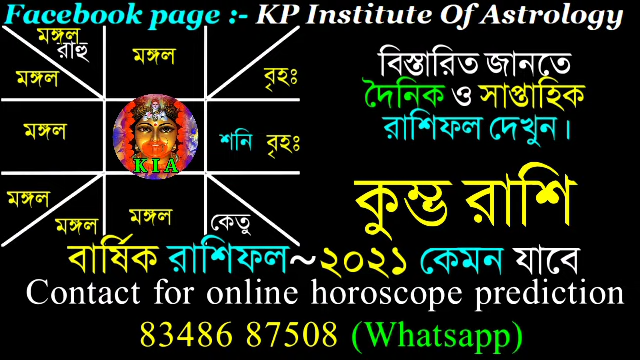 Facebook page :- KP Institute Of Astrology
মঙ্গল
রাহু
মঙ্গল
মঙ্গল
বৃহঃ
মঙ্গল
শনি
বৃহঃ
KIA
মঙ্গল
মঙ্গল
মঙ্গল
কেতু
বিস্তারিত জানতে
দৈনিক ও সাপ্তাহিক
রাশিফল দেখুন।
কুম্ভ রাশি
বার্ষিক রাশিফল~২০২১ কেমন যাবে
Contact for online horoscope prediction
83486 87508 (Whatsapp)